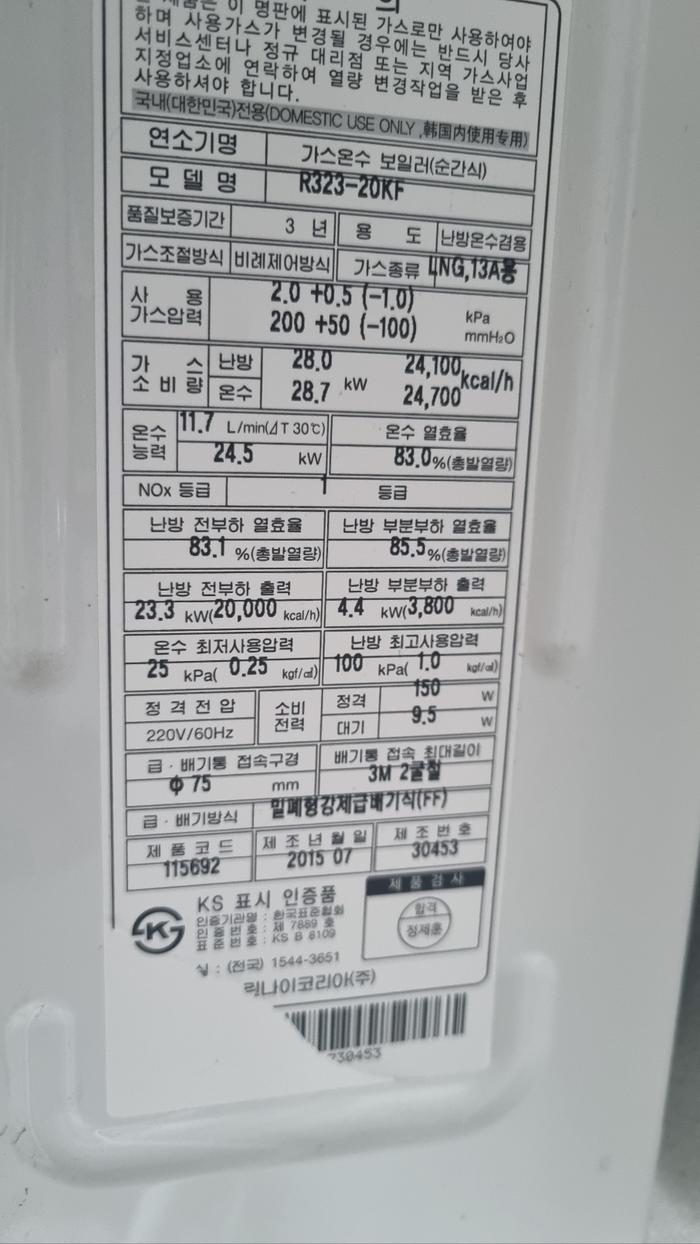 이 명판에 표시된 가스로만 사용하여야
하며 사용가스가 변경될 경우에는 반드시 당사
서비스센터나 정규 대리점 또는 지역 가스사업
지정업소에 연락하여 열량 변경작업을 받은 후
사용하셔야 합니다.
국내(대한민국)전용(DOMESTIC USE ONLY ,韩国内使用专用)
연소기명 가스온수 보일러(순간식)
모 델 명 R323-20KF
품질보증기간 3 년 용 도 난방온수겸용
가스조절방식 비례제어방식 가스종류 LNG,13A용
사 용 가스압력 2.0 +0.5 (-1.0) kPa
200 +50 (-100) mmH₂O
가 스 소 비 량 난방 28.0 kW 24,100 kcal/h
온수 28.7 24,700
온수 능력 11.7 L/min(⊿T 30℃) 온수 열효율
24.5 kW 83.0%(총발열량)
NOx 등급 1 등급
난방 전부하 열효율 난방 부분부하 열효율
83.1 %(총발열량) 85.5%(총발열량)
난방 전부하 출력 난방 부분부하 출력
23.3 kW(20,000 kcal/h) 4.4 kW(3,800 kcal/h)
온수 최저사용압력 난방 최고사용압력
25 kPa( 0.25 kgf/㎠) 100 kPa( 1.0 kgf/㎠)
정 격 전 압 소비 전력 정격 150 W
220V/60Hz 대기 9.5 W
급 · 배기통 접속구경 배기통 접속 최대길이
Φ 75 mm 3M 2굴절
급 · 배기방식 밀폐형강제급배기식(FF)
제 품 코 드 제 조 년 월 일 제 조 번 호
115692 2015 07 30453
KS 표시 인증품
인증기관명 : 한국표준협회
인 증 번 호 : 제 7889 호
표 준 번 호 : KS B 8109
제 품 검 사
합격
정제훈
실 : (전국) 1544-3651
린나이코리아(주)
730453